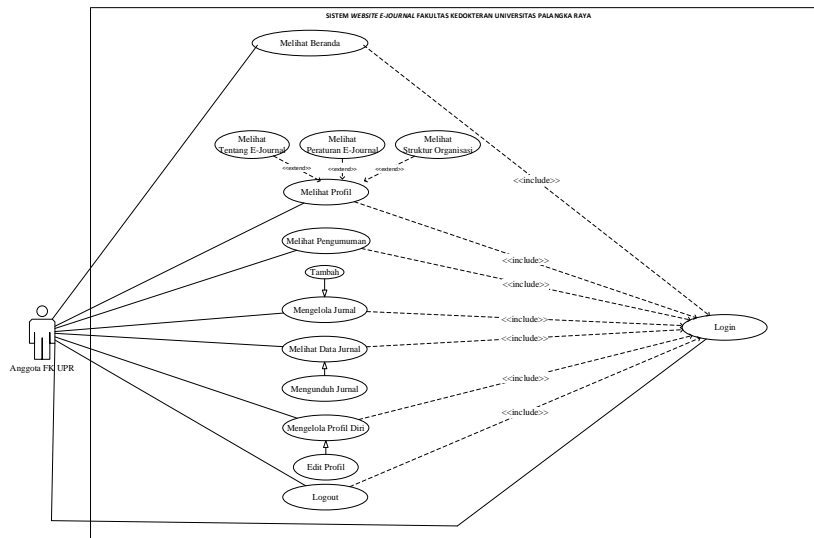 SISTEM WEBSITE E-JOURNAL FAKULTAS KEDOKTERAN UNIVERSITAS PALANGKA RAYA
Melihat Beranda
Melihat
Tentang E-Journal
Melihat
Peraturan E-Journal
Melihat
Struktur Organisasi
<<extend>>
<<extend>>
<<extend>>
<<include>>
Melihat Profil
Melihat Pengumuman
<<include>>
Tambah
<<include>>
Mengelola Jurnal
<<include>>
Login
Anggota FK UPR
Melihat Data Jurnal
<<include>>
Mengunduh Jurnal
<<include>>
Mengelola Profil Diri
<<include>>
Edit Profil
Logout